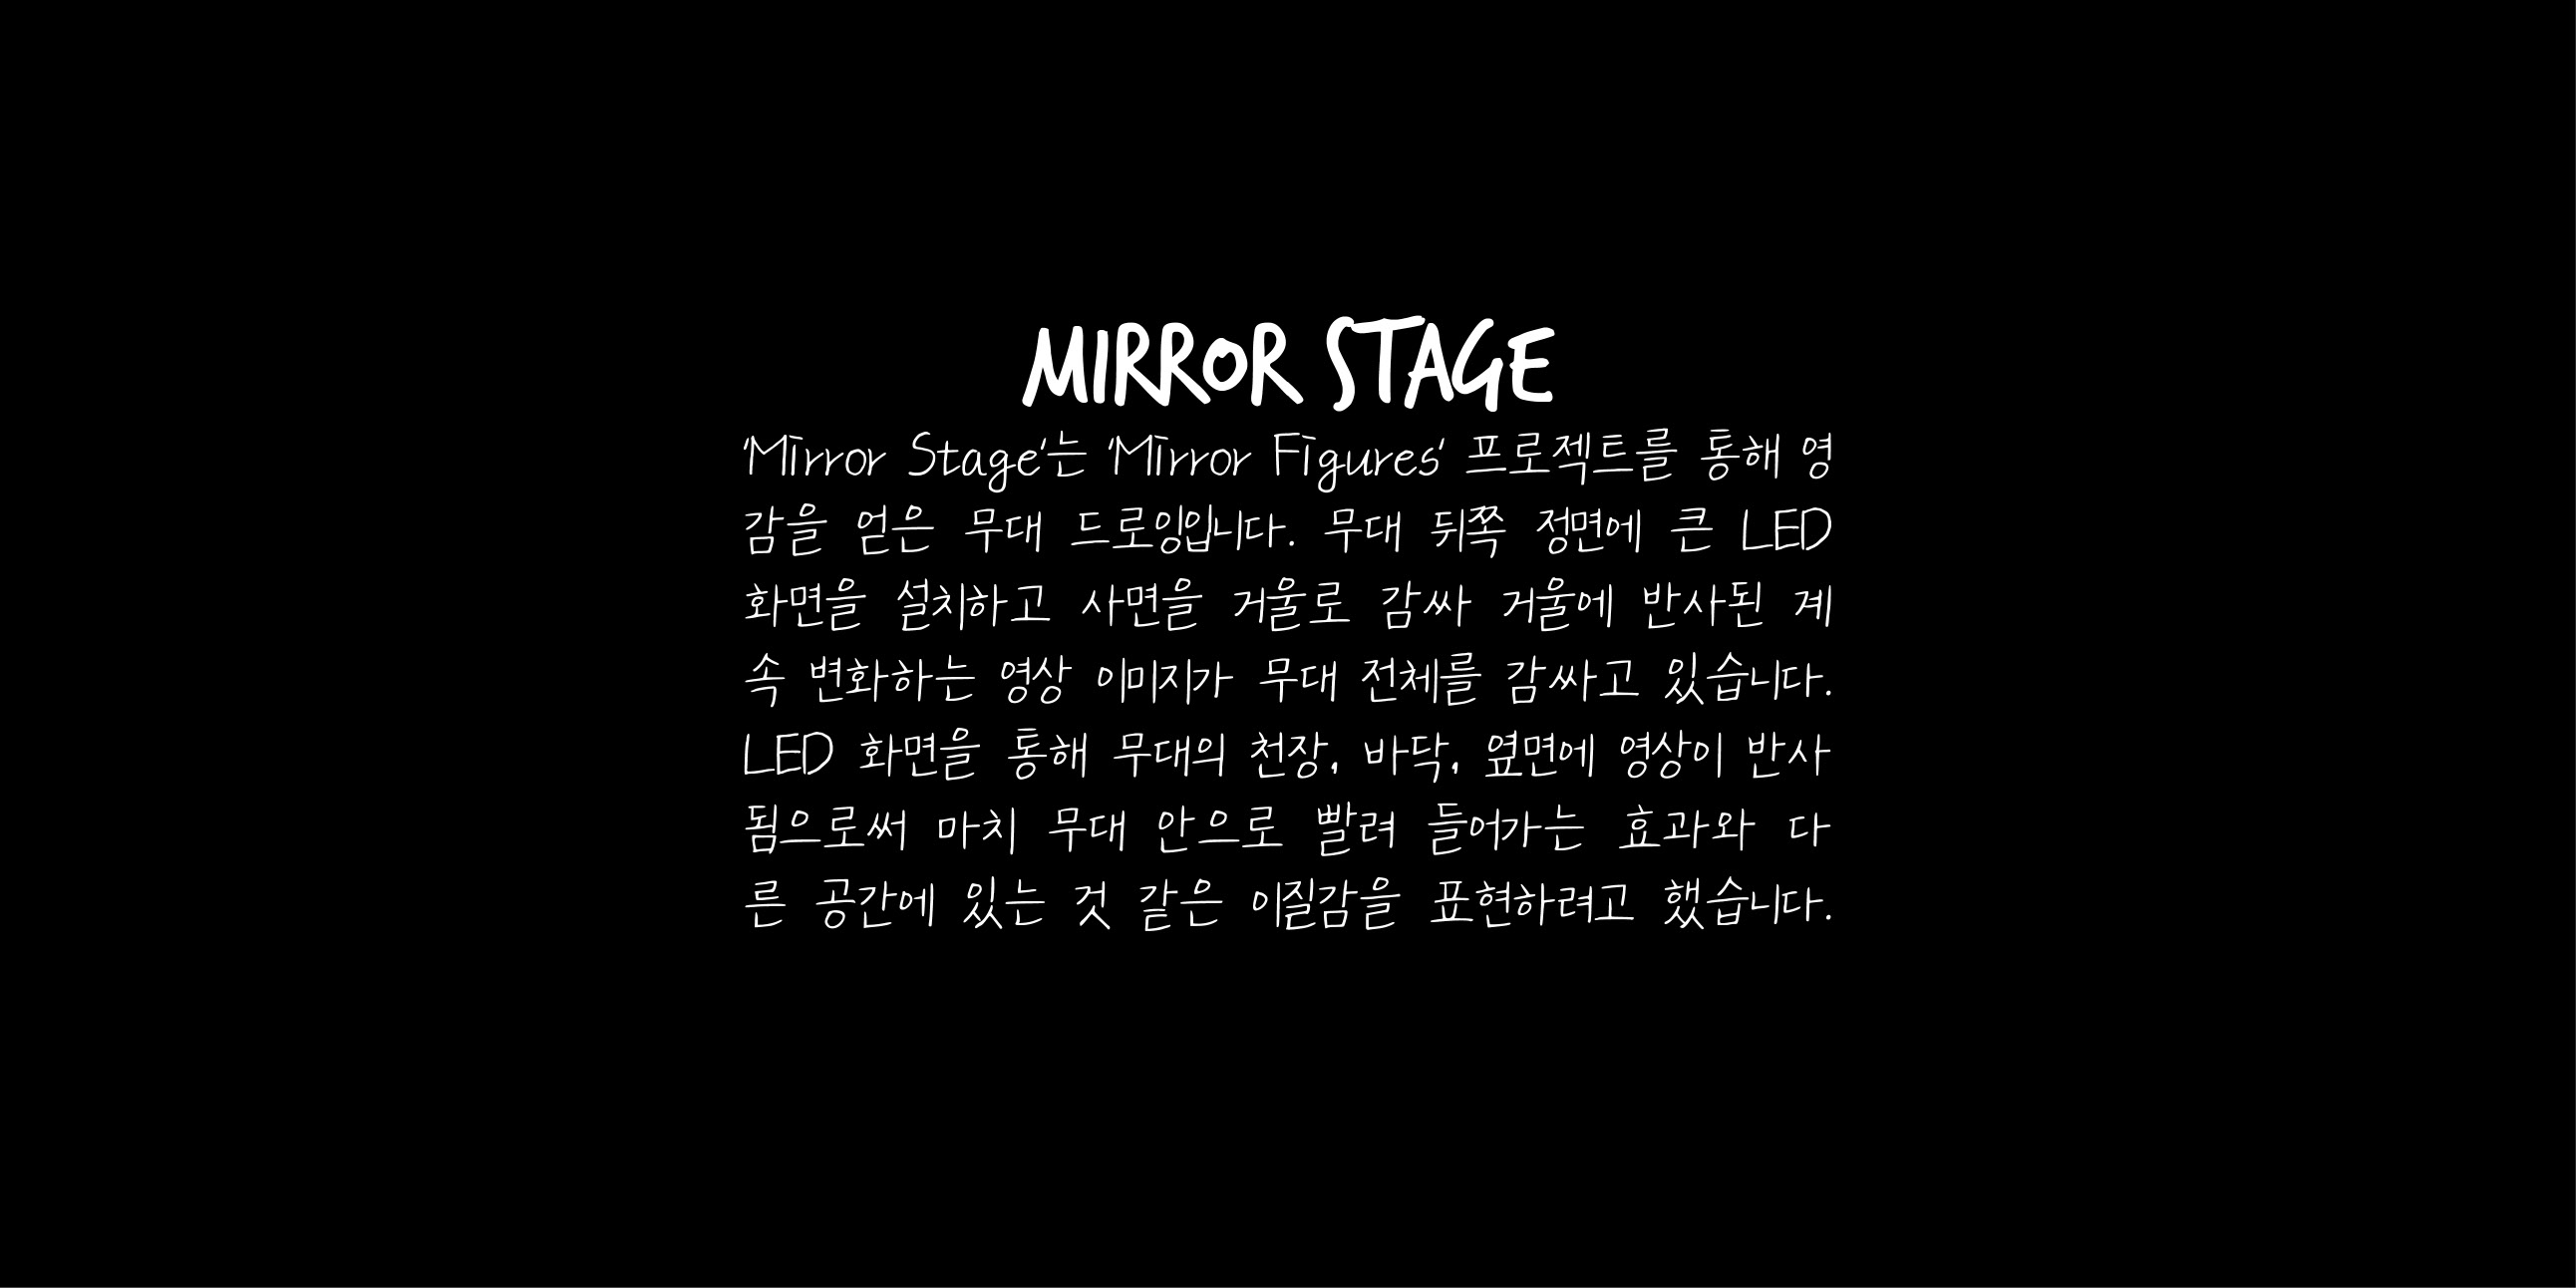 MIRROR STAGE
'Mirror Stage'는 'Mirror Figures' 프로젝트를 통해 영
감을 얻은 무대 드로잉입니다. 무대 뒤쪽 정면에 큰 LED
화면을 설치하고 사면을 거울로 감싸 거울에 반사된 계
속 변화하는 영상 이미지가 무대 전체를 감싸고 있습니다.
LED 화면을 통해 무대의 천장, 바닥, 옆면에 영상이 반사
됨으로써 마치 무대 안으로 빨려 들어가는 효과와 다
른 공간에 있는 것 같은 이질감을 표현하려고 했습니다.